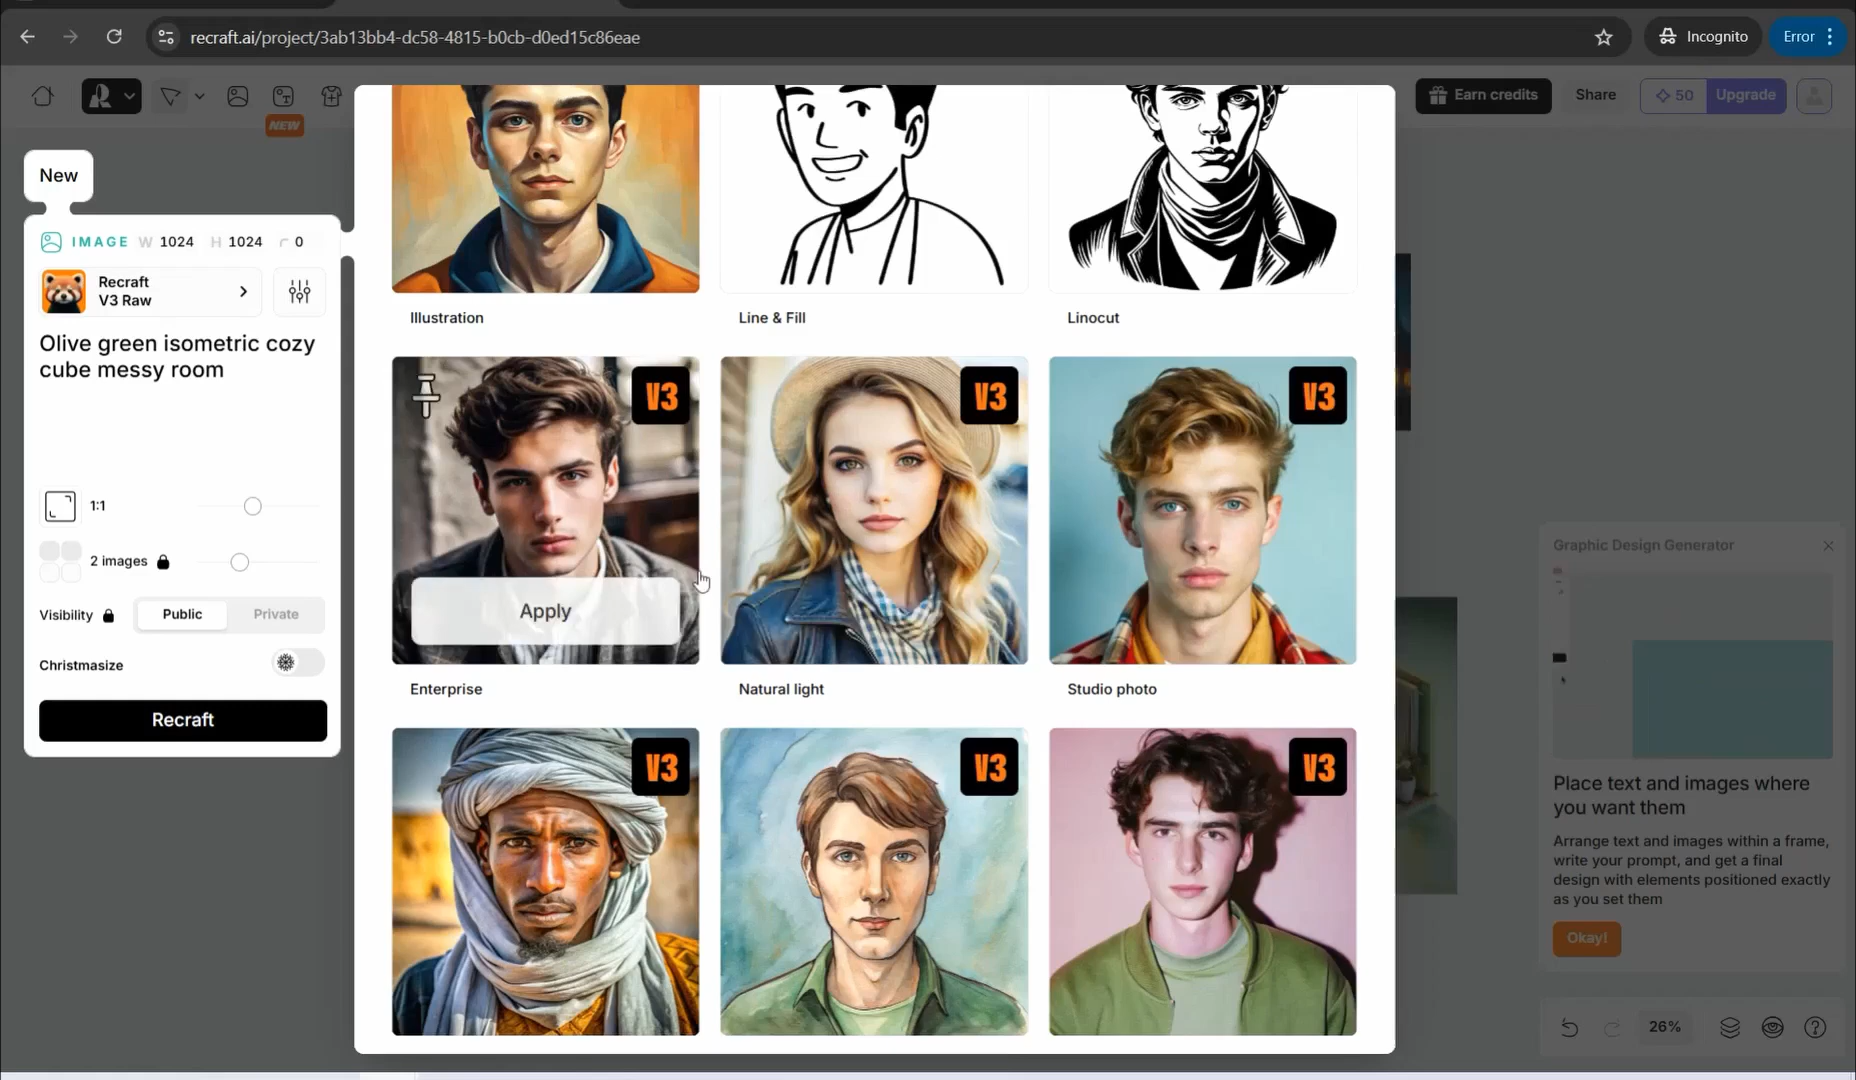 recraft.ai/project/3ab13bb4-dc58-4815-b0cb-d0ed15c86eae
Incognito
Error
NEW
Earn credits
Share
50
Upgrade
New
IMAGE W 1024 H 1024 0
Recraft
V3 Raw
Olive green isometric cozy
cube messy room
1:1
2 images
Visibility
Public
Private
Christmasize
Recraft
Illustration
Line & Fill
Linocut
V3
V3
V3
Apply
Enterprise
Natural light
Studio photo
V3
V3
V3
Graphic Design Generator
Place text and images where
you want them
Arrange text and images within a frame,
write your prompt, and get a final
design with elements positioned exactly
as you set them
Okay!
26%